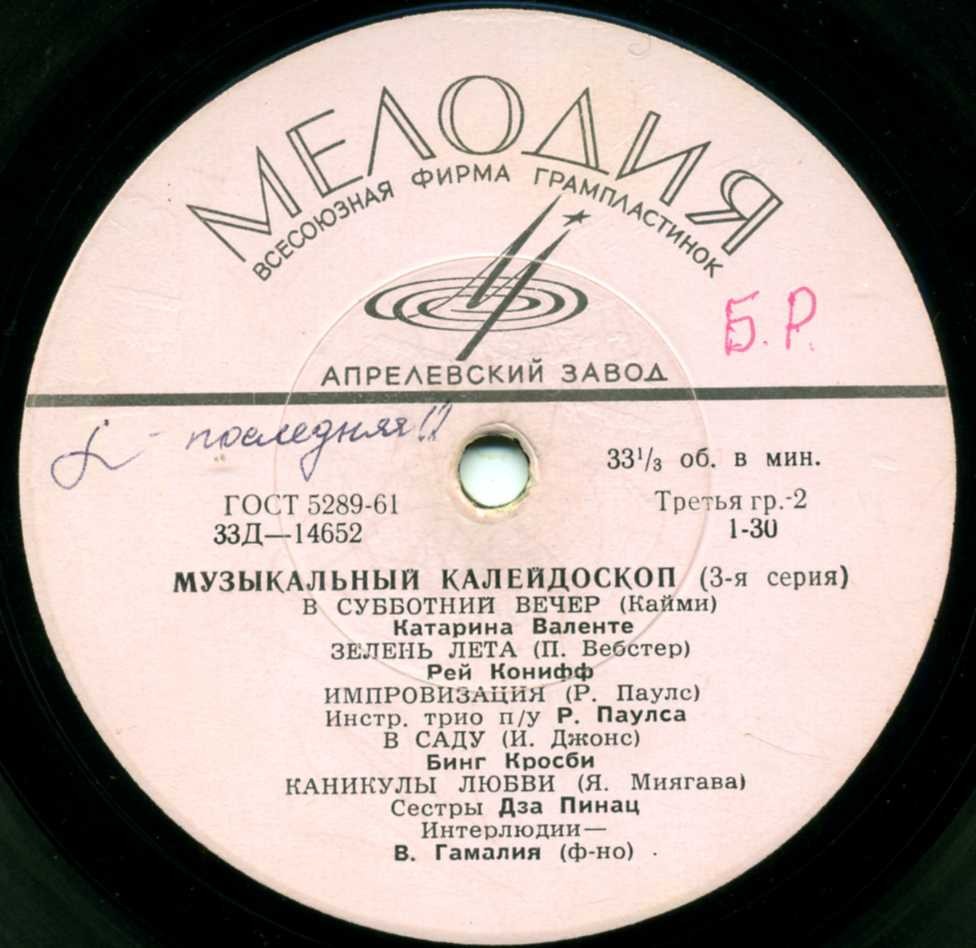 МЕЛОДИЯ
ВСЕСОЮЗНАЯ ФИРМА ГРАМПЛАСТИНОК
Б.Р.
АПРЕЛЕВСКИЙ ЗАВОД
- последняя!!
33¹/₃ об. в мин.
ГОСТ 5289-61
Третья гр.-2
33Д—14652
1-30
МУЗЫКАЛЬНЫЙ КАЛЕЙДОСКОП (3-я серия)
В СУББОТНИЙ ВЕЧЕР (Кайми)
Катарина Валенте
ЗЕЛЕНЬ ЛЕТА (П. Вебстер)
Рей Конифф
ИМПРОВИЗАЦИЯ (Р. Паулс)
Инстр. трио п/у Р. Паулса
В САДУ (И. Джонс)
Бинг Кросби
КАНИКУЛЫ ЛЮБВИ (Я. Миягава)
Сестры Дза Пинац
Интерлюдии—
В. Гамалия (ф-но)